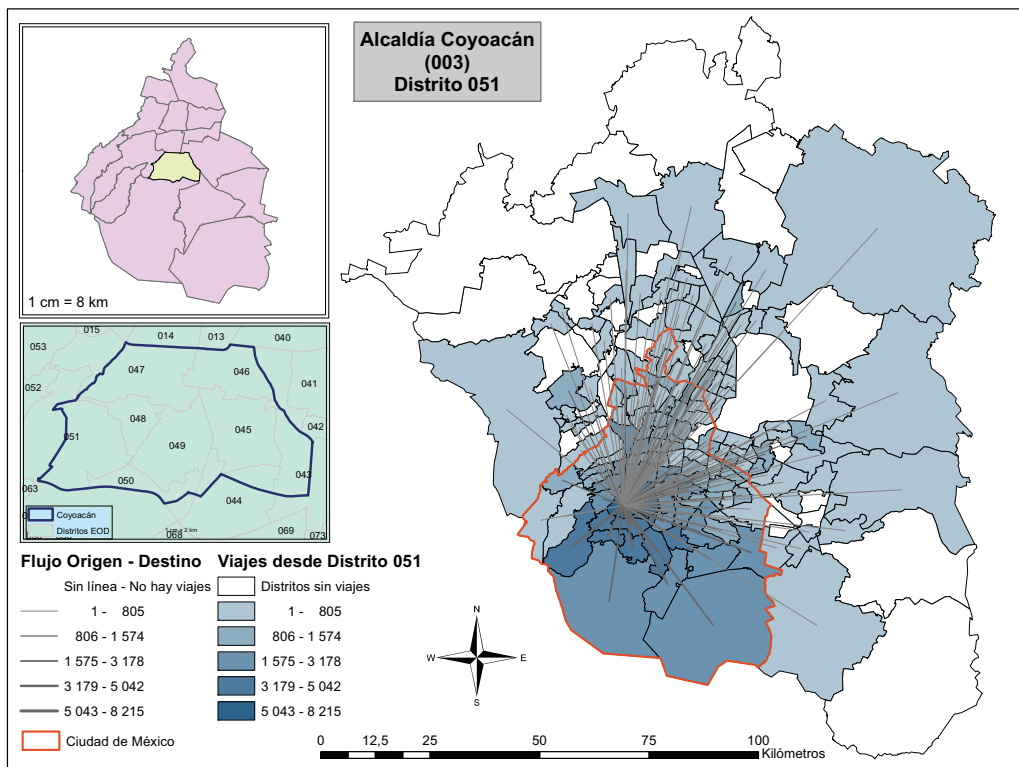 Alcaldía Coyoacán
(003)
Distrito 051
1 cm = 8 km
015
014
013
040
053
047
046
041
052
048
045
042
051
049
043
063
050
044
Coyoacán
Distritos EOD
1 cm = 2 km
068
069
073
Flujo Origen - Destino
Sin línea - No hay viajes
1 - 805
806 - 1 574
1 575 - 3 178
3 179 - 5 042
5 043 - 8 215
Ciudad de México
Viajes desde Distrito 051
Distritos sin viajes
1 - 805
806 - 1 574
1 575 - 3 178
3 179 - 5 042
5 043 - 8 215
N
W E
S
0 12,5 25 50 75 100
Kilómetros